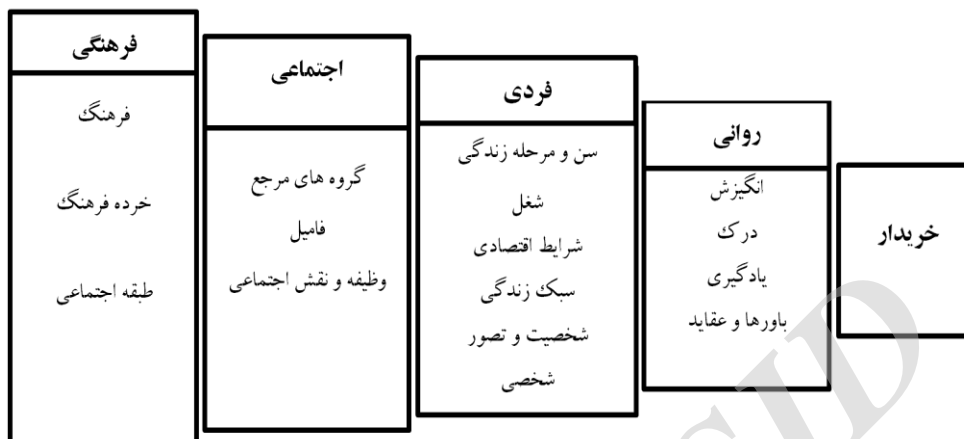 فرهنگی
فرهنگ
خرده فرهنگ
طبقه اجتماعی
اجتماعی
گروه های مرجع
فامیل
وظیفه و نقش اجتماعی
فردی
سن و مرحله زندگی
شغل
شرایط اقتصادی
سبک زندگی
شخصیت و تصور
شخصی
روانی
انگیزش
درک
یادگیری
باورها و عقاید
خریدار
SID